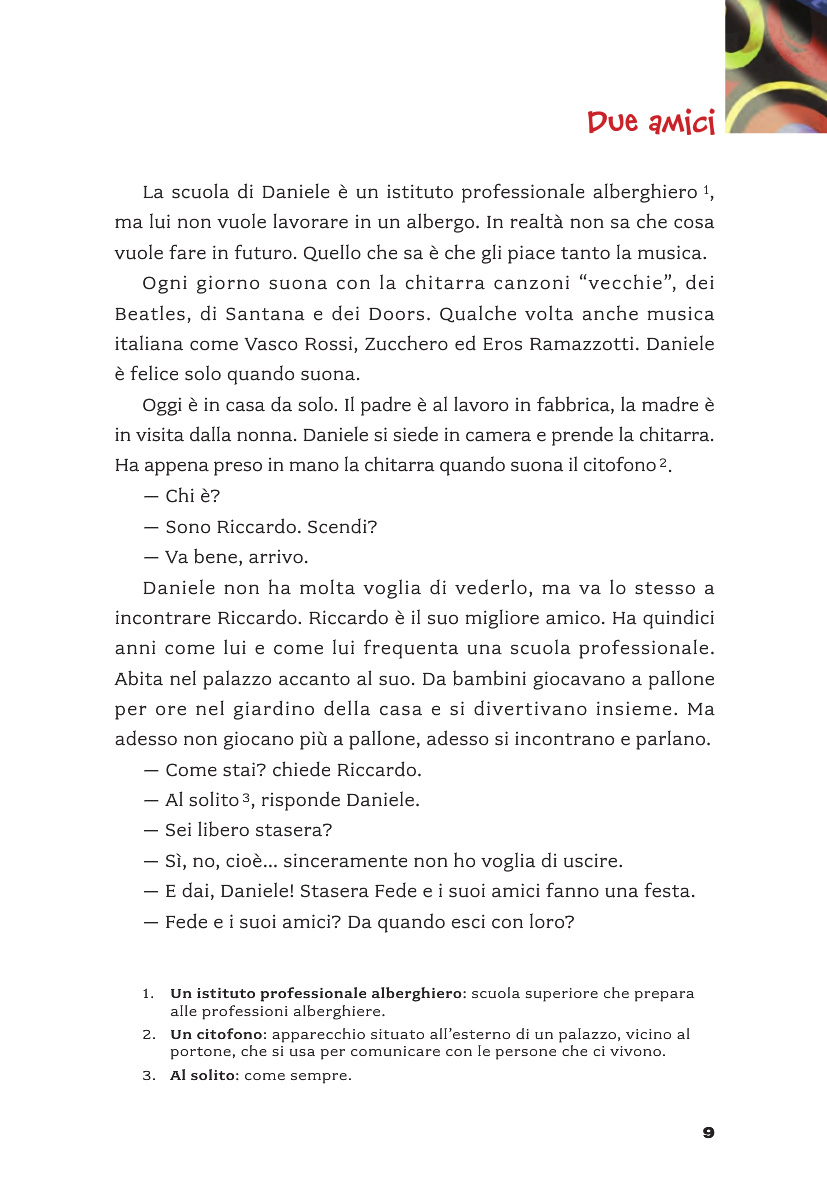 Due amici
La scuola di Daniele è un istituto professionale alberghiero 1,
ma lui non vuole lavorare in un albergo. In realtà non sa che cosa
vuole fare in futuro. Quello che sa è che gli piace tanto la musica.
Ogni giorno suona con la chitarra canzoni “vecchie”, dei
Beatles, di Santana e dei Doors. Qualche volta anche musica
italiana come Vasco Rossi, Zucchero ed Eros Ramazzotti. Daniele
è felice solo quando suona.
Oggi è in casa da solo. Il padre è al lavoro in fabbrica, la madre è
in visita dalla nonna. Daniele si siede in camera e prende la chitarra.
Ha appena preso in mano la chitarra quando suona il citofono 2.
— Chi è?
— Sono Riccardo. Scendi?
— Va bene, arrivo.
Daniele non ha molta voglia di vederlo, ma va lo stesso a
incontrare Riccardo. Riccardo è il suo migliore amico. Ha quindici
anni come lui e come lui frequenta una scuola professionale.
Abita nel palazzo accanto al suo. Da bambini giocavano a pallone
per ore nel giardino della casa e si divertivano insieme. Ma
adesso non giocano più a pallone, adesso si incontrano e parlano.
— Come stai? chiede Riccardo.
— Al solito 3, risponde Daniele.
— Sei libero stasera?
— Sì, no, cioè... sinceramente non ho voglia di uscire.
— E dai, Daniele! Stasera Fede e i suoi amici fanno una festa.
— Fede e i suoi amici? Da quando esci con loro?
1. Un istituto professionale alberghiero: scuola superiore che prepara
alle professioni alberghiere.
2. Un citofono: apparecchio situato all’esterno di un palazzo, vicino al
portone, che si usa per comunicare con le persone che ci vivono.
3. Al solito: come sempre.
9